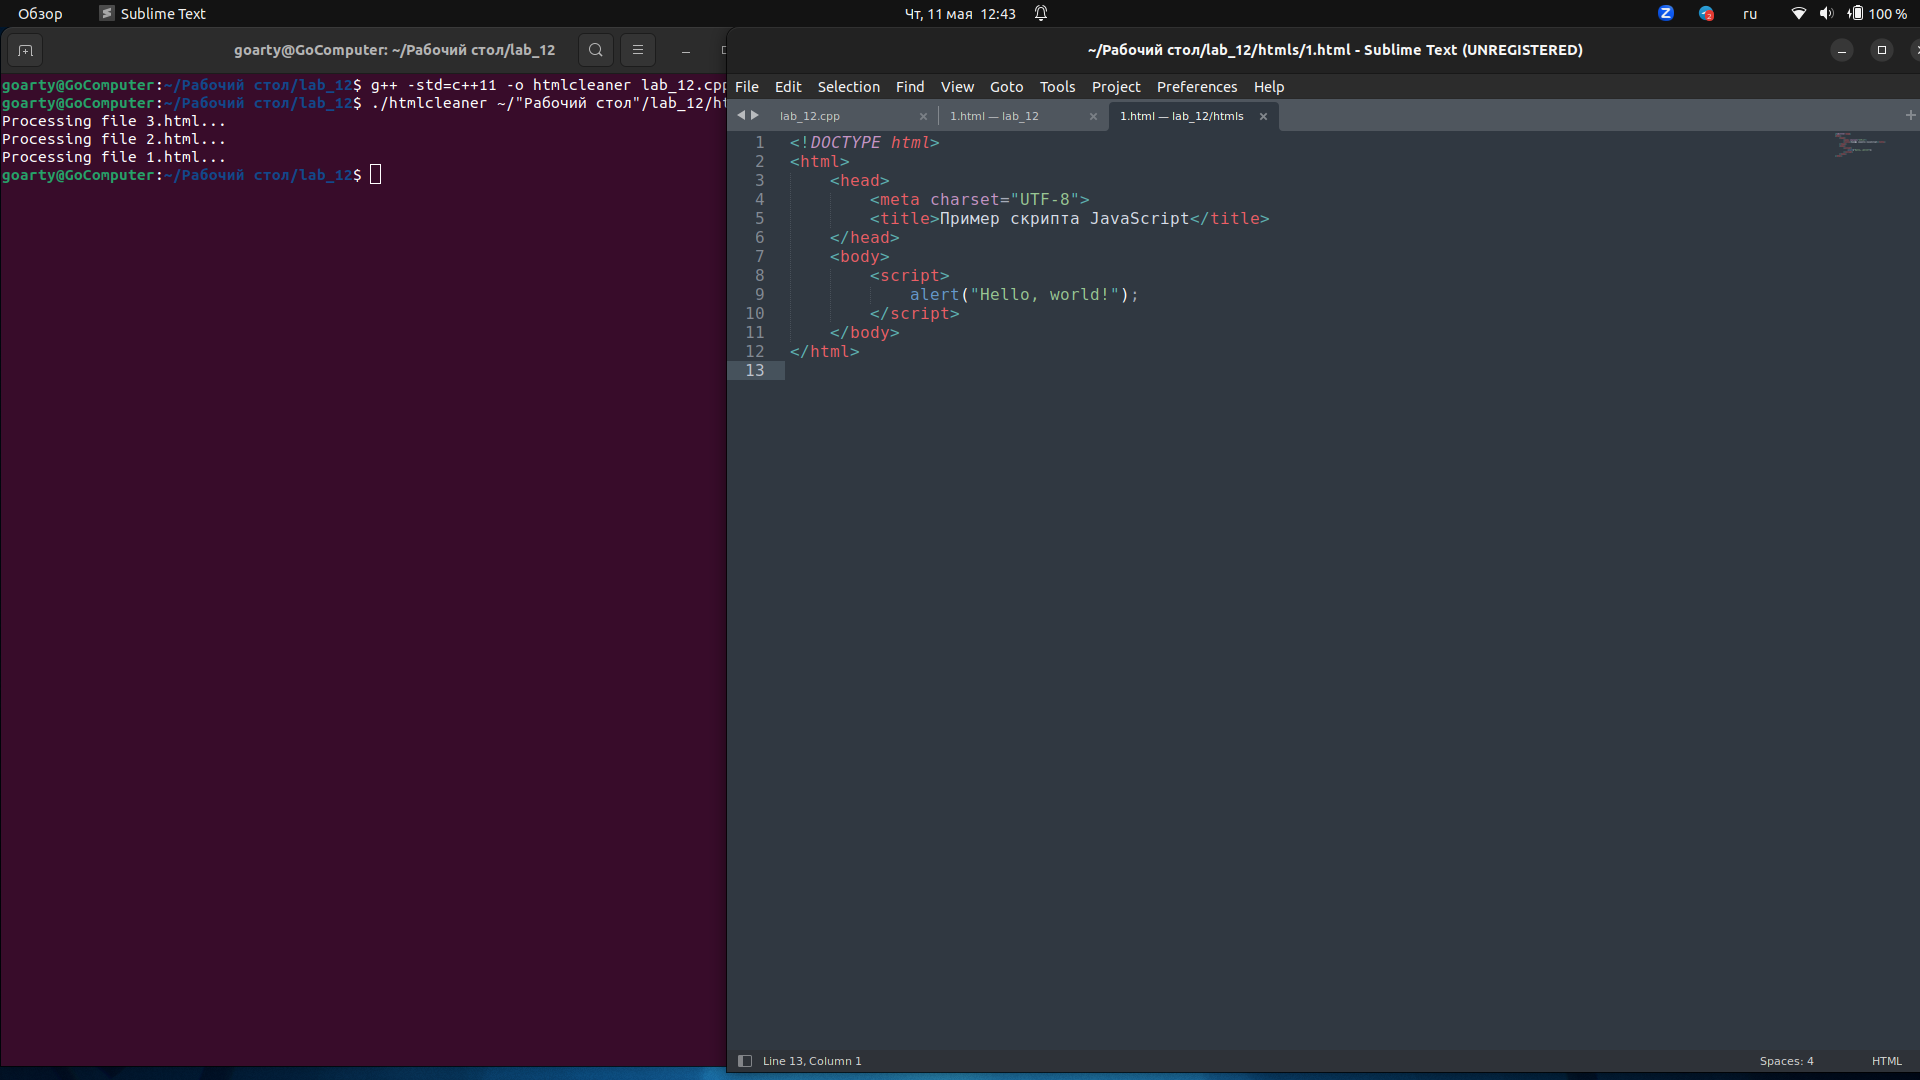 Обзор Sublime Text Чт, 11 мая 12:43 Z 2 ru 100 %
goarty@GoComputer: ~/Рабочий стол/lab_12
goarty@GoComputer:~/Рабочий стол/lab_12$ g++ -std=c++11 -o htmlcleaner lab_12.cpp
goarty@GoComputer:~/Рабочий стол/lab_12$ ./htmlcleaner ~/"Рабочий стол"/lab_12/ht
Processing file 3.html...
Processing file 2.html...
Processing file 1.html...
goarty@GoComputer:~/Рабочий стол/lab_12$
~/Рабочий стол/lab_12/htmls/1.html - Sublime Text (UNREGISTERED)
File Edit Selection Find View Goto Tools Project Preferences Help
lab_12.cpp 1.html — lab_12 1.html — lab_12/htmls
1 <!DOCTYPE html>
2 <html>
3 <head>
4 <meta charset="UTF-8">
5 <title>Пример скрипта JavaScript</title>
6 </head>
7 <body>
8 <script>
9 alert("Hello, world!");
10 </script>
11 </body>
12 </html>
13
Line 13, Column 1 Spaces: 4 HTML